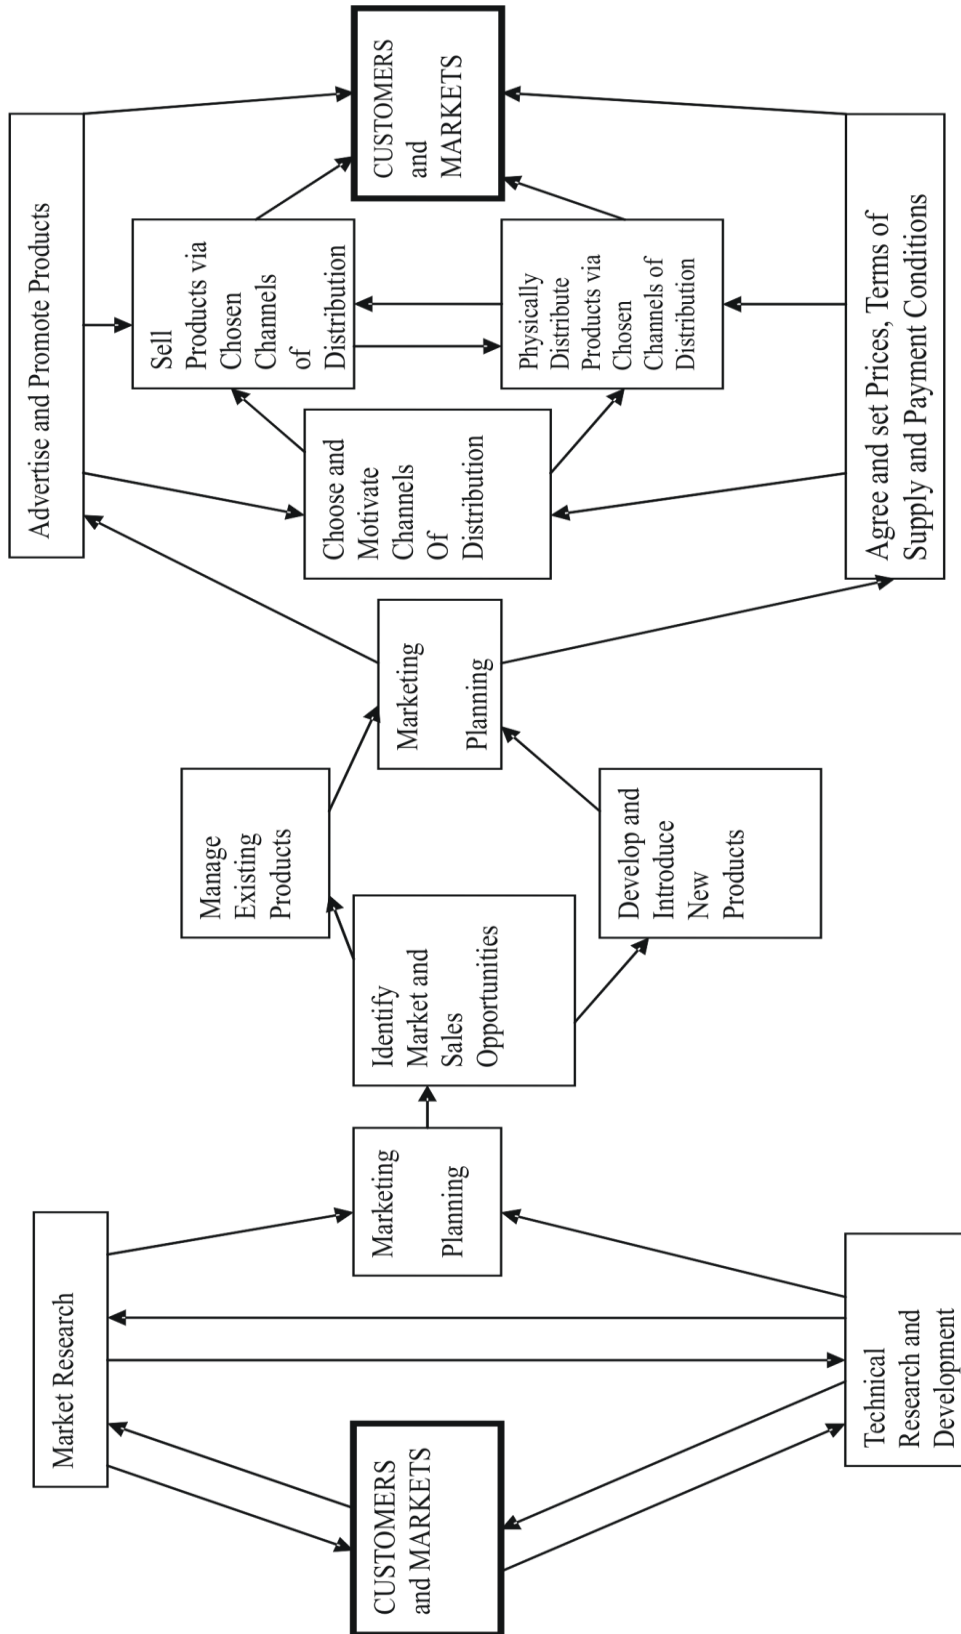 CUSTOMERS
and MARKETS
Market Research
Technical
Research and
Development
Marketing
Planning
Identify
Market and
Sales
Opportunities
Manage
Existing
Products
Develop and
Introduce
New
Products
Marketing
Planning
Advertise and Promote Products
Choose and
Motivate
Channels
Of
Distribution
Agree and set Prices, Terms of
Supply and Payment Conditions
Sell
Products via
Chosen
Channels
of
Distribution
Physically
Distribute
Products via
Chosen
Channels of
Distribution
CUSTOMERS
and
MARKETS